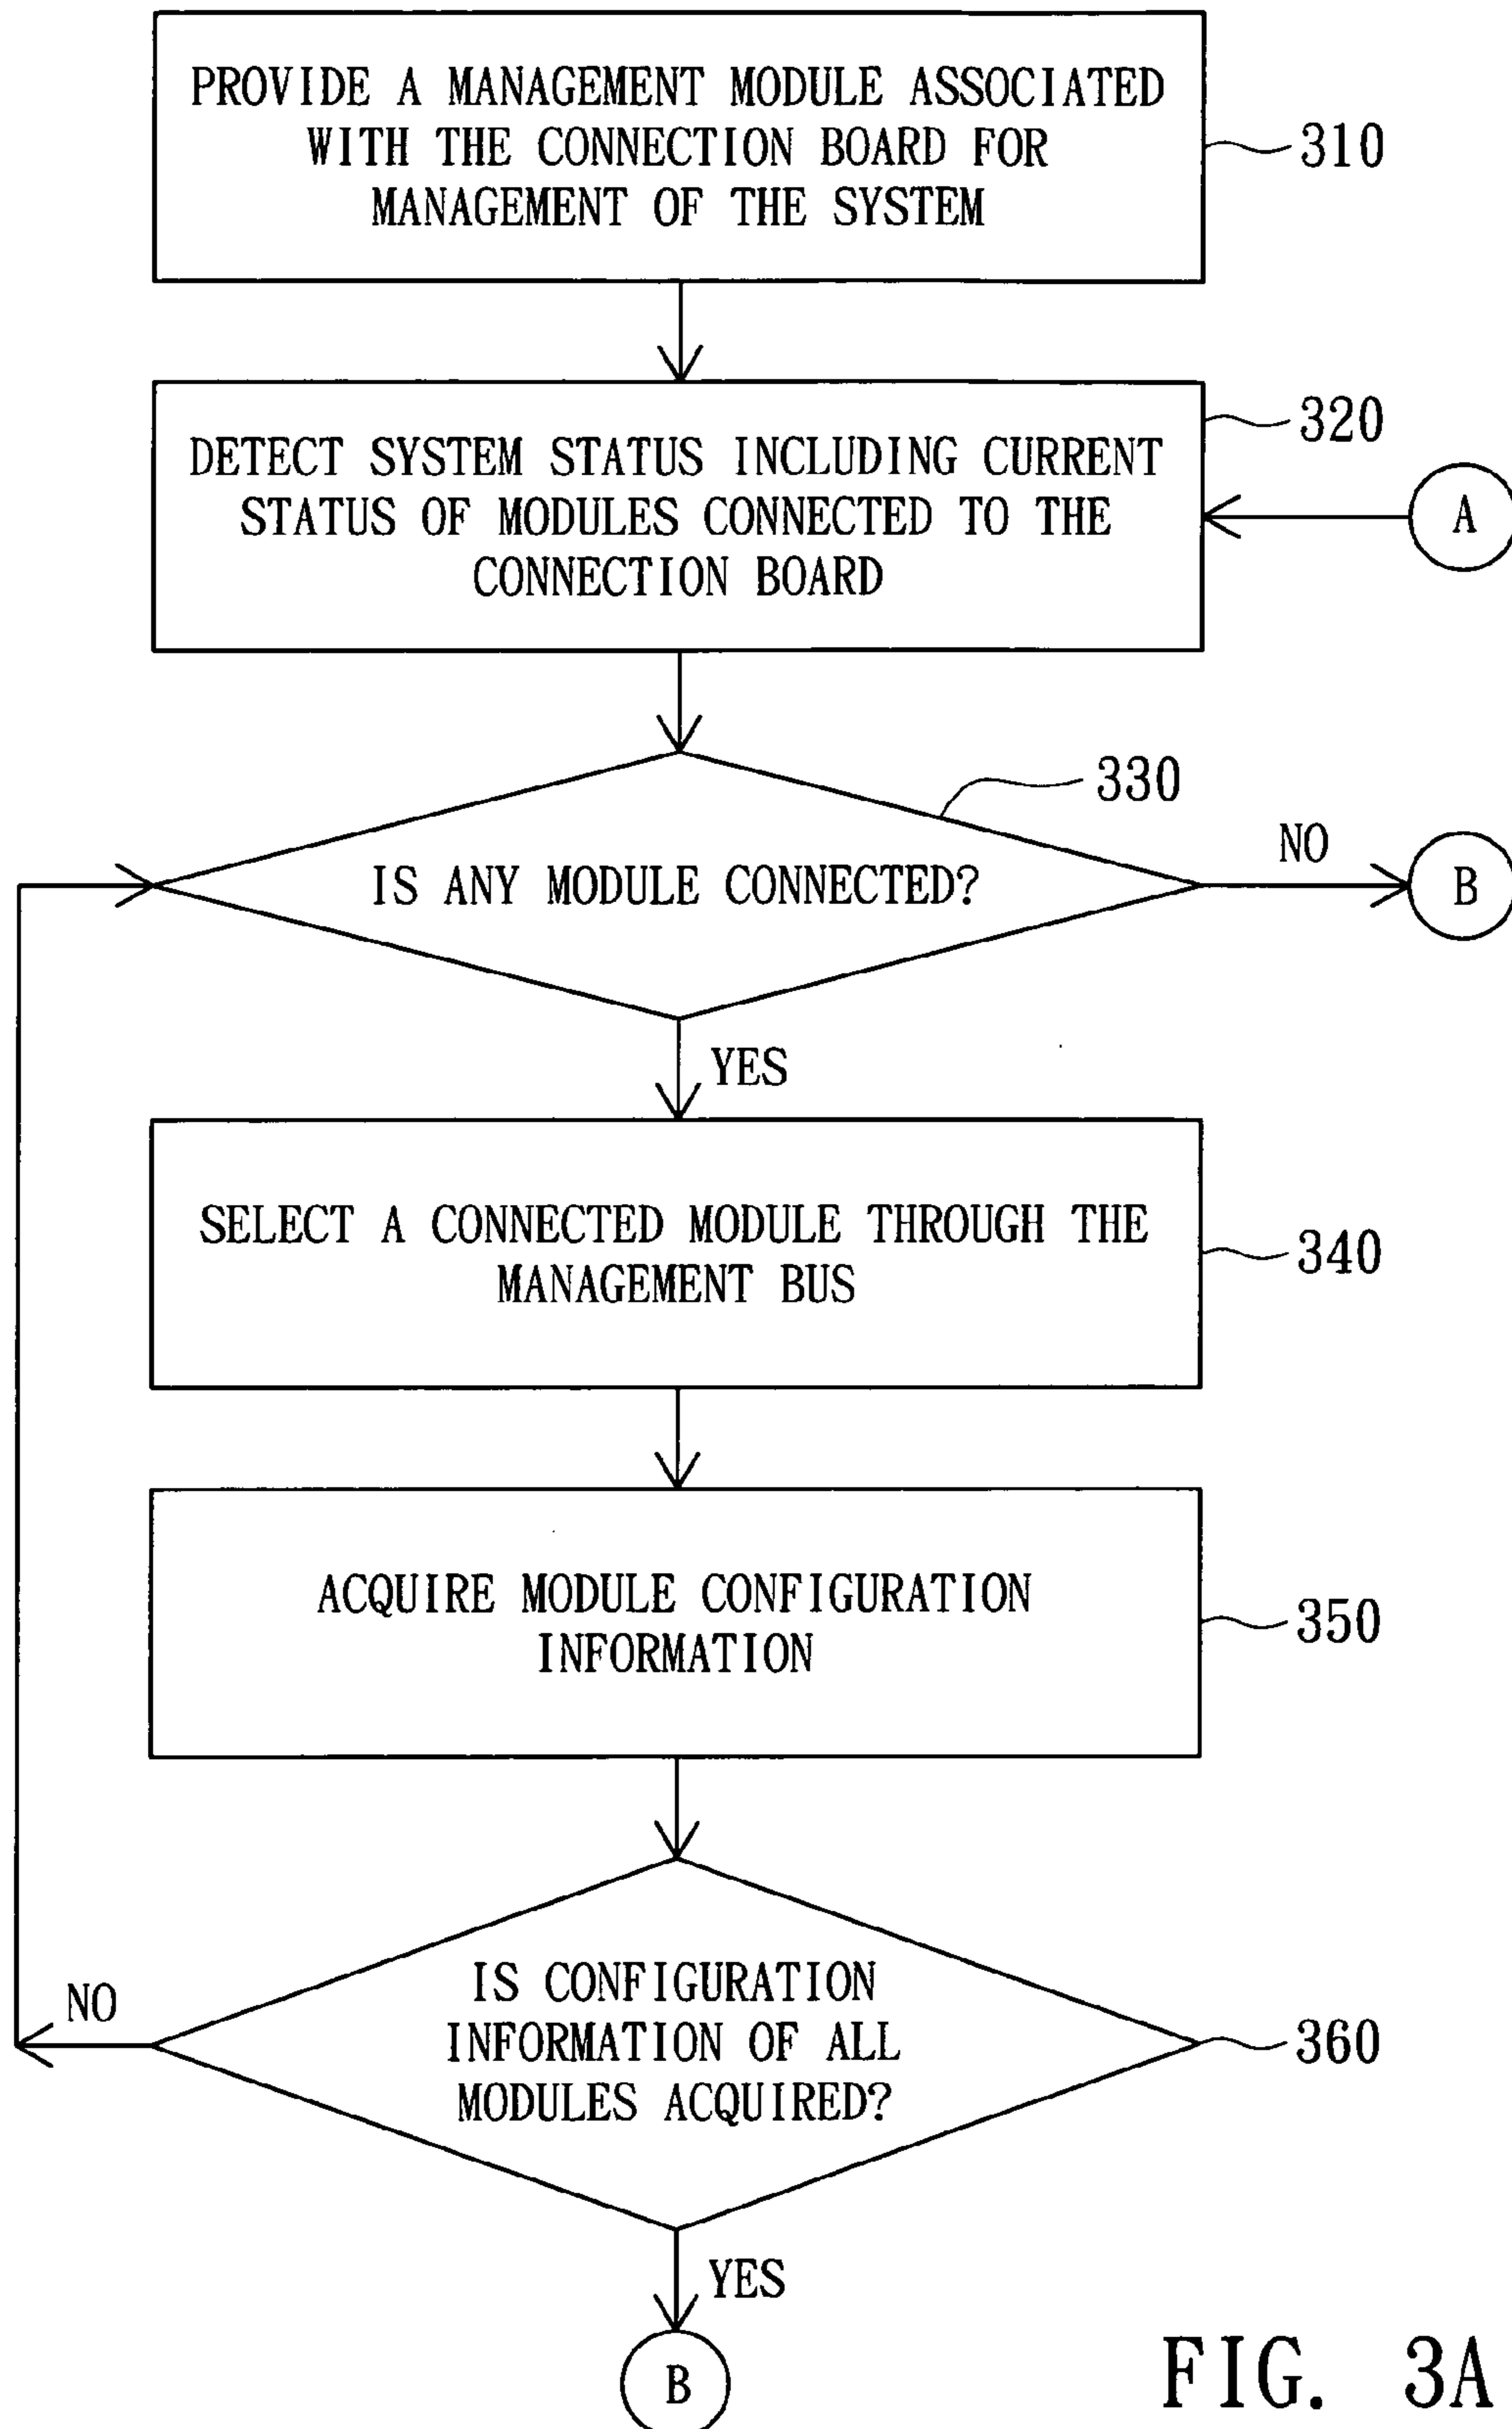 PROVIDE A MANAGEMENT MODULE ASSOCIATED
WITH THE CONNECTION BOARD FOR
MANAGEMENT OF THE SYSTEM
310
DETECT SYSTEM STATUS INCLUDING CURRENT
STATUS OF MODULES CONNECTED TO THE
CONNECTION BOARD
320
A
330
IS ANY MODULE CONNECTED?
NO
B
YES
SELECT A CONNECTED MODULE THROUGH THE
MANAGEMENT BUS
340
ACQUIRE MODULE CONFIGURATION
INFORMATION
350
IS CONFIGURATION
INFORMATION OF ALL
MODULES ACQUIRED?
360
NO
YES
B
FIG. 3A